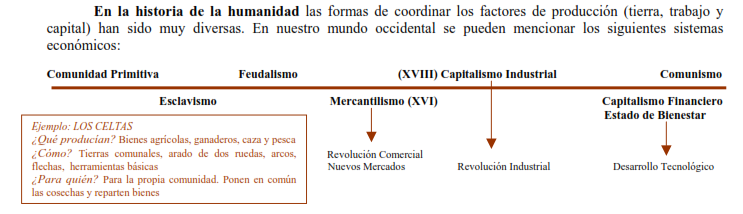 En la historia de la humanidad las formas de coordinar los factores de producción (tierra, trabajo y
capital) han sido muy diversas. En nuestro mundo occidental se pueden mencionar los siguientes sistemas
económicos:
Comunidad Primitiva Feudalismo (XVIII) Capitalismo Industrial Comunismo
Esclavismo Mercantilismo (XVI) Capitalismo Financiero
Estado de Bienestar
Ejemplo: LOS CELTAS
¿Qué producían? Bienes agrícolas, ganaderos, caza y pesca
¿Cómo? Tierras comunales, arado de dos ruedas, arcos,
flechas, herramientas básicas
¿Para quién? Para la propia comunidad. Ponen en común
las cosechas y reparten bienes
Revolución Comercial
Nuevos Mercados
Revolución Industrial
Desarrollo Tecnológico